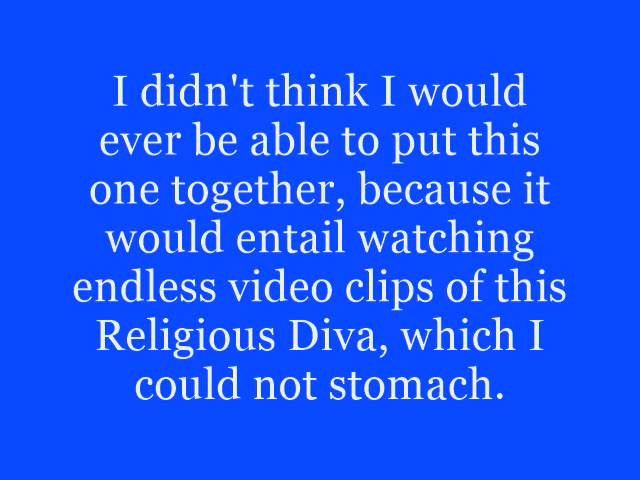 I didn't think I would
ever be able to put this
one together, because it
would entail watching
endless video clips of this
Religious Diva, which I
could not stomach.